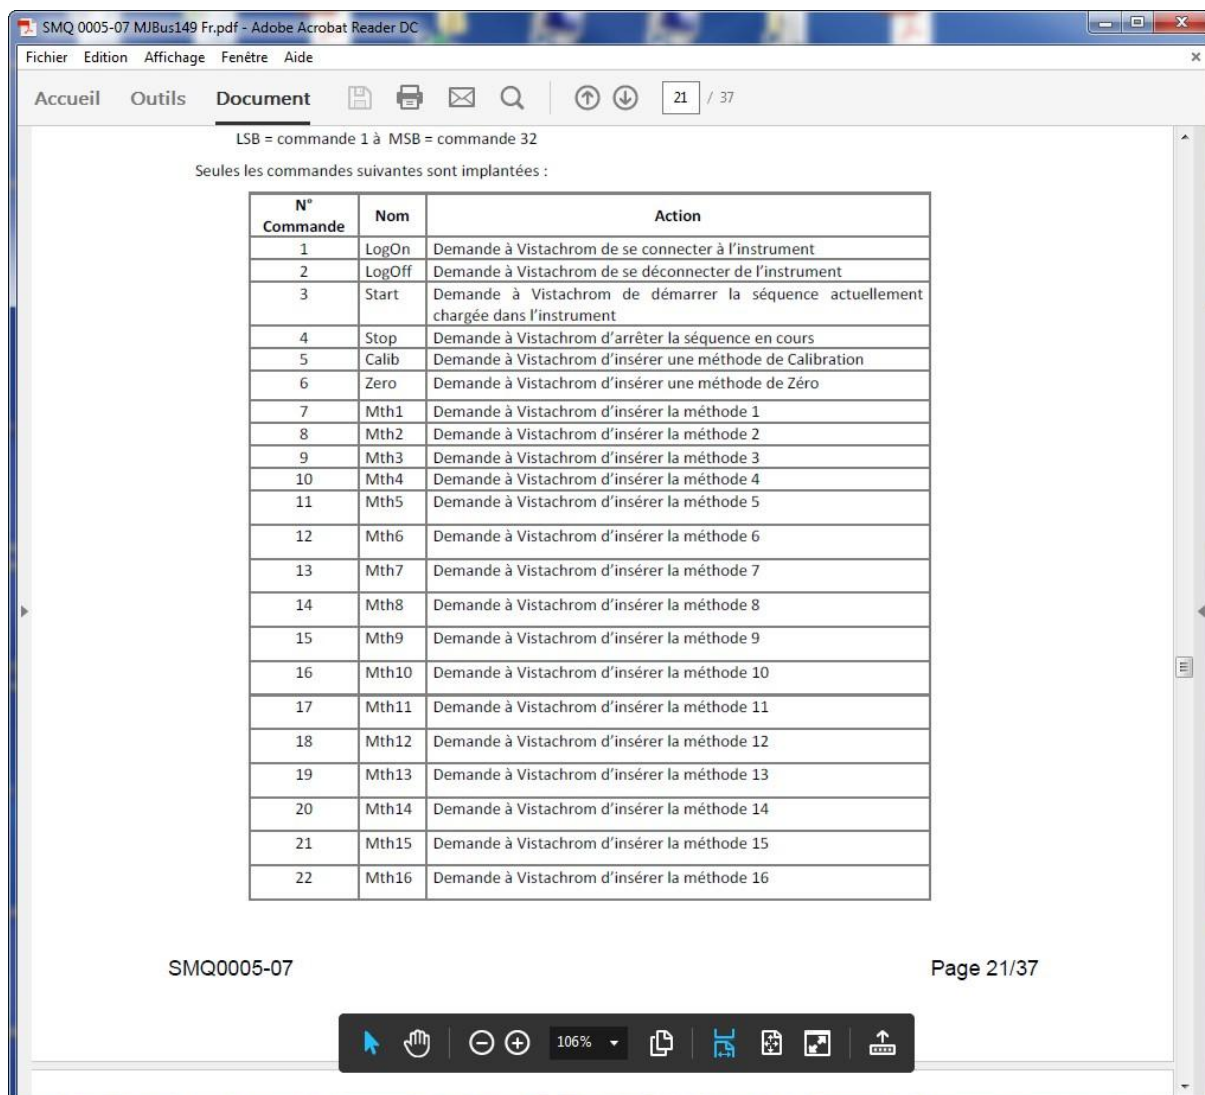 SMQ 0005-07 MJBus149 Fr.pdf - Adobe Acrobat Reader DC
Fichier Edition Affichage Fenêtre Aide
Accueil Outils Document 21 / 37
LSB = commande 1 à MSB = commande 32
Seules les commandes suivantes sont implantées :
N° Commande Nom Action
1 LogOn Demande à Vistachrom de se connecter à l'instrument
2 LogOff Demande à Vistachrom de se déconnecter de l'instrument
3 Start Demande à Vistachrom de démarrer la séquence actuellement
chargée dans l'instrument
4 Stop Demande à Vistachrom d'arrêter la séquence en cours
5 Calib Demande à Vistachrom d'insérer une méthode de Calibration
6 Zero Demande à Vistachrom d'insérer une méthode de Zéro
7 Mth1 Demande à Vistachrom d'insérer la méthode 1
8 Mth2 Demande à Vistachrom d'insérer la méthode 2
9 Mth3 Demande à Vistachrom d'insérer la méthode 3
10 Mth4 Demande à Vistachrom d'insérer la méthode 4
11 Mth5 Demande à Vistachrom d'insérer la méthode 5
12 Mth6 Demande à Vistachrom d'insérer la méthode 6
13 Mth7 Demande à Vistachrom d'insérer la méthode 7
14 Mth8 Demande à Vistachrom d'insérer la méthode 8
15 Mth9 Demande à Vistachrom d'insérer la méthode 9
16 Mth10 Demande à Vistachrom d'insérer la méthode 10
17 Mth11 Demande à Vistachrom d'insérer la méthode 11
18 Mth12 Demande à Vistachrom d'insérer la méthode 12
19 Mth13 Demande à Vistachrom d'insérer la méthode 13
20 Mth14 Demande à Vistachrom d'insérer la méthode 14
21 Mth15 Demande à Vistachrom d'insérer la méthode 15
22 Mth16 Demande à Vistachrom d'insérer la méthode 16
SMQ0005-07 Page 21/37
106%